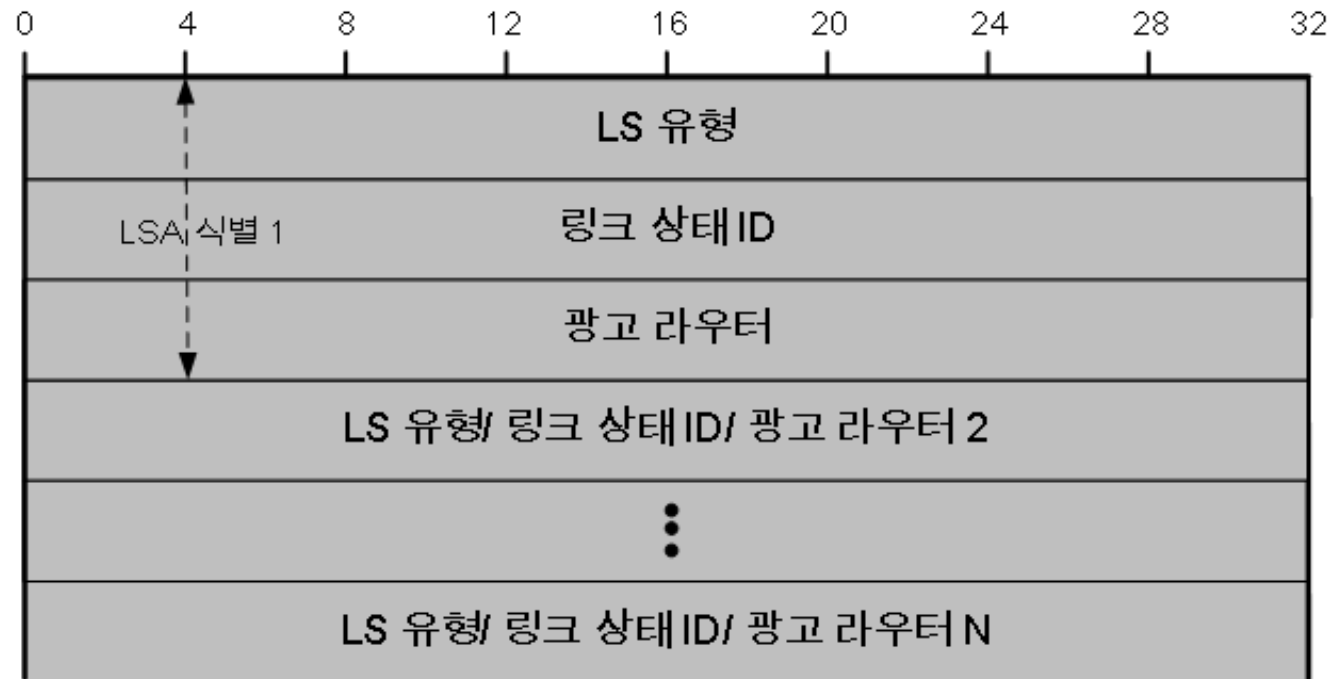 0 4 8 12 16 20 24 28 32
LS 유형
LSA 식별 1
링크 상태 ID
광고 라우터
LS 유형/ 링크 상태 ID/ 광고 라우터 2
LS 유형/ 링크 상태 ID/ 광고 라우터 N